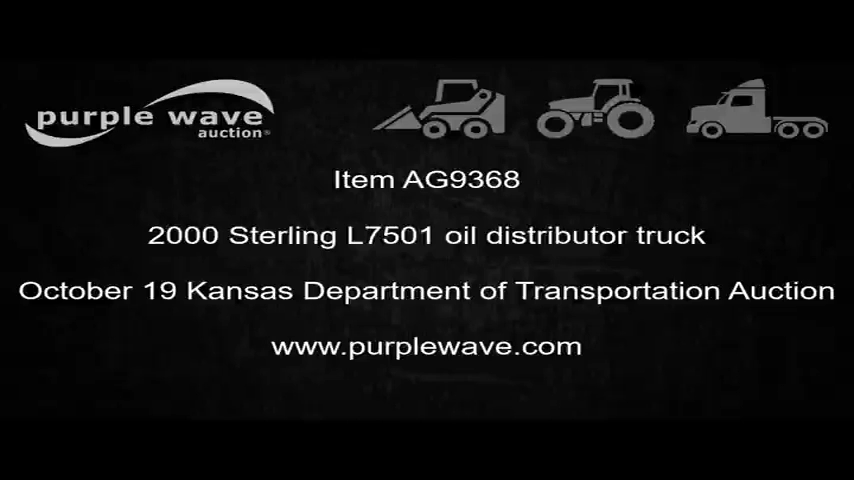 purple wave
auction®
Item AG9368
2000 Sterling L7501 oil distributor truck
October 19 Kansas Department of Transportation Auction
www.purplewave.com